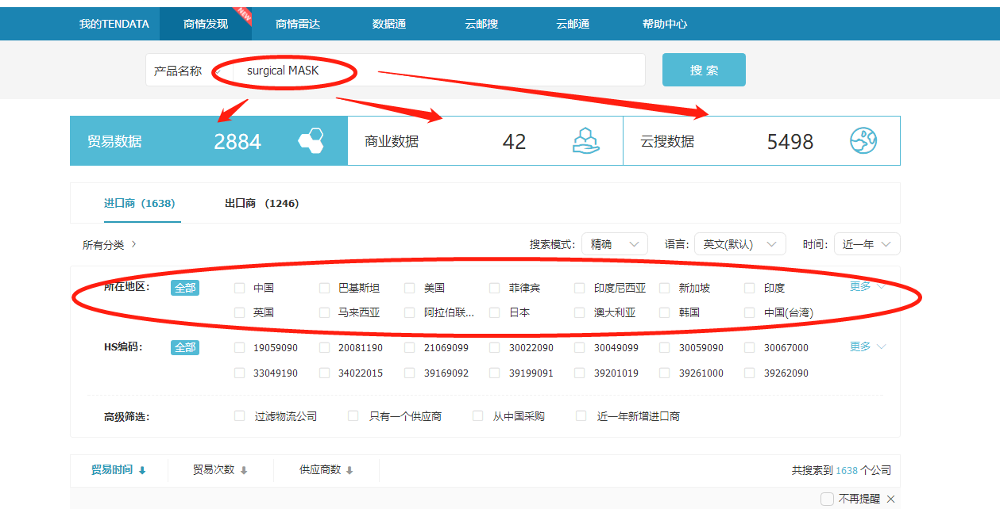 我的TENDATA 商情发现 NEW 商情雷达 数据通 云邮搜 云邮通 帮助中心
产品名称 surgical MASK 搜 索
贸易数据 2884 商业数据 42 云搜数据 5498
进口商 (1638) 出口商 (1246)
所有分类 搜索模式: 精确 语言: 英文(默认) 时间: 近一年
所在地区: 全部 中国 巴基斯坦 美国 菲律宾 印度尼西亚 新加坡 印度 更多
英国 马来西亚 阿拉伯联... 日本 澳大利亚 韩国 中国(台湾)
HS编码: 全部 19059090 20081190 21069099 30022090 30049099 30059090 30067000 更多
33049190 34022015 39169092 39199091 39201019 39261000 39262090
高级筛选: 过滤物流公司 只有一个供应商 从中国采购 近一年新增进口商
贸易时间 贸易次数 供应商数 共搜索到 1638 个公司
不再提醒